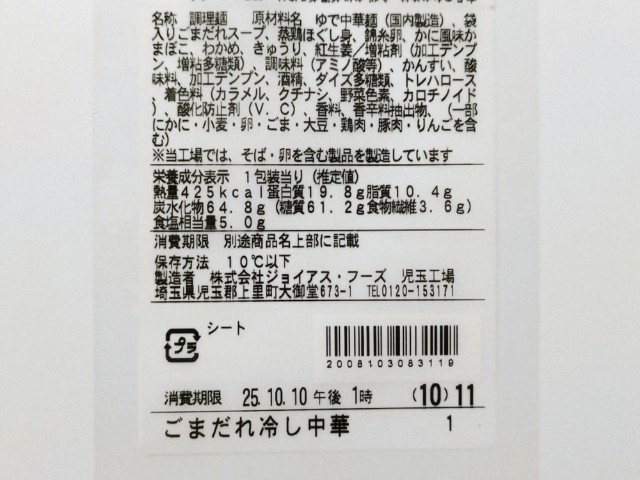 名称 調理麺 原材料名 ゆで中華麺(国内製造)、袋
入りごまだれスープ、蒸鶏ほぐし身、錦糸卵、かに風味か
まぼこ、わかめ、きゅうり、紅生姜/増粘剤(加工デンプ
ン、増粘多糖類)、調味料(アミノ酸等)、かんすい、酸
味料、加工デンプン、酒精、ダイズ多糖類、トレハロース
、着色料(カラメル、クチナシ、野菜色素、カロチノイド
)、酸化防止剤(V.C)、香料、香辛料抽出物、(一部
にかに・小麦・卵・ごま・大豆・鶏肉・豚肉・りんごを含
む)
※当工場では、そば・卵を含む製品を製造しています
栄養成分表示 1包装当り(推定値)
熱量425kcal蛋白質19.8g脂質10.4g
炭水化物64.8g(糖質61.2g食物繊維3.6g)
食塩相当量5.0g
消費期限 別途商品名上部に記載
保存方法 10℃以下
製造者 株式会社ジョイアス・フーズ 児玉工場
埼玉県児玉郡上里町大御堂673-1 TEL0120-153171
プラ シート
2008103083119
消費期限 25.10.10午後1時 (10)11
ごまだれ冷し中華 1